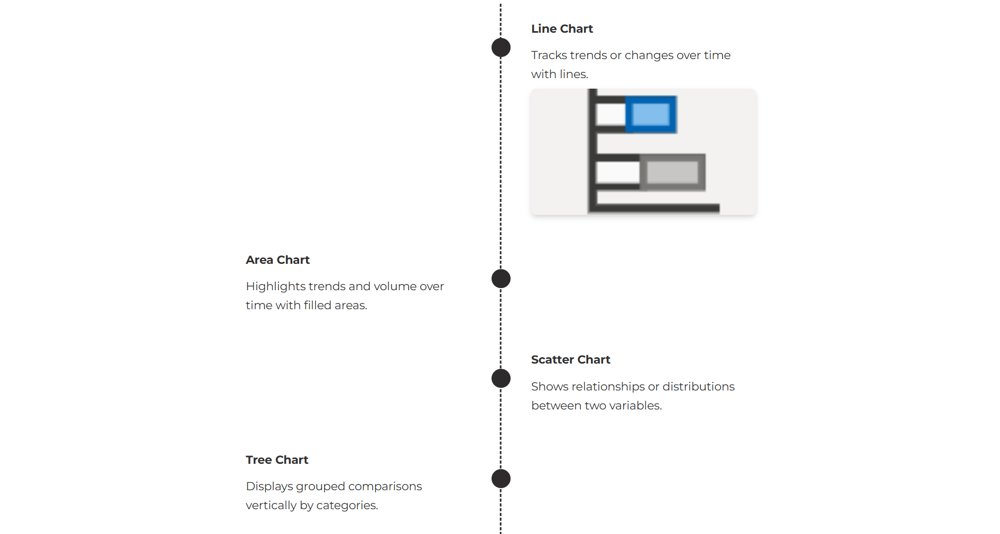 Line Chart
Tracks trends or changes over time
with lines.
Area Chart
Highlights trends and volume over
time with filled areas.
Scatter Chart
Shows relationships or distributions
between two variables.
Tree Chart
Displays grouped comparisons
vertically by categories.